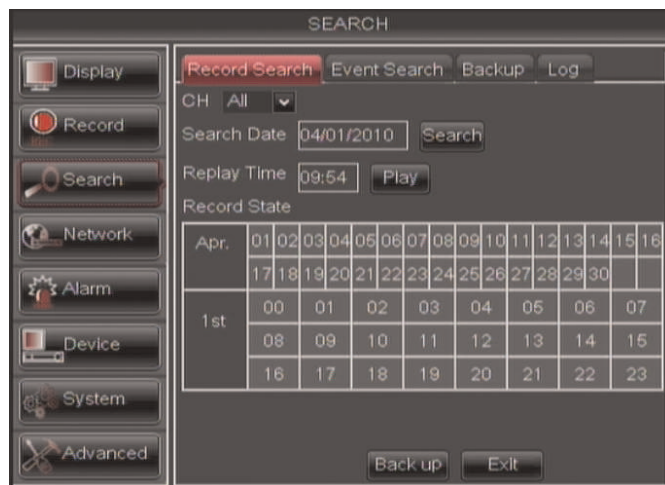 SEARCH
Display
Record
Search
Network
Alarm
Device
System
Advanced
Record Search Event Search Backup Log
CH All
Search Date 04/01/2010 Search
Replay Time 09:54 Play
Record State
Apr. 01 02 03 04 05 06 07 08 09 10 11 12 13 14 15 16
17 18 19 20 21 22 23 24 25 26 27 28 29 30
1st 00 01 02 03 04 05 06 07
08 09 10 11 12 13 14 15
16 17 18 19 20 21 22 23
Back up Exit